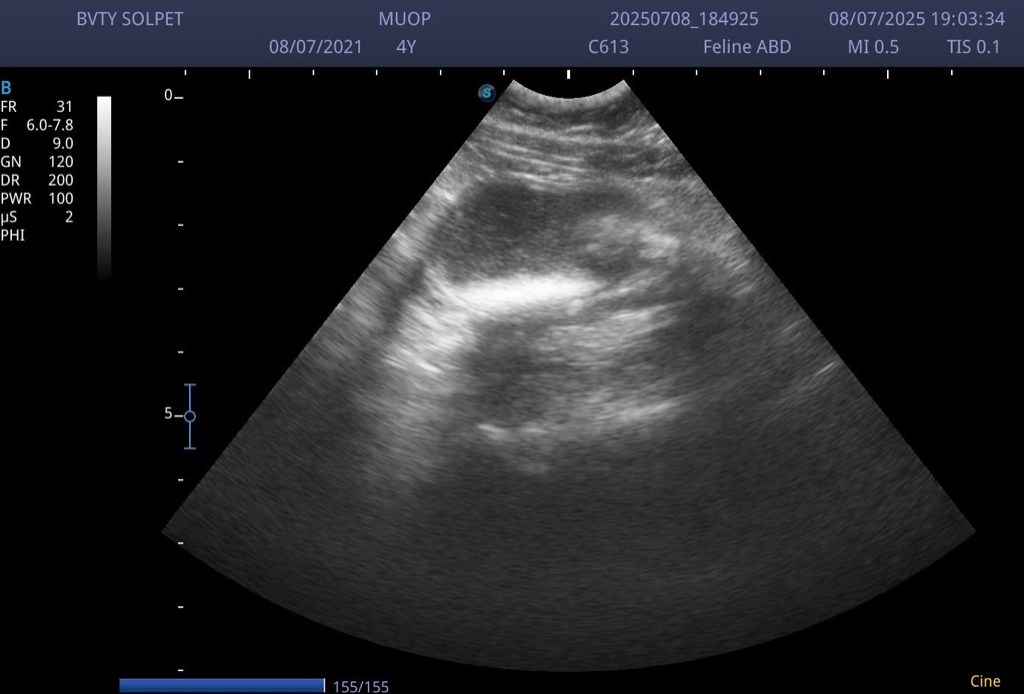 BVTY SOLPET MUOP 20250708_184925 08/07/2025 19:03:34
08/07/2021 4Y C613 Feline ABD MI 0.5 TIS 0.1
B
FR 31
F 6.0-7.8
D 9.0
GN 120
DR 200
PWR 100
µS 2
PHI
S
0
5
155/155
Cine